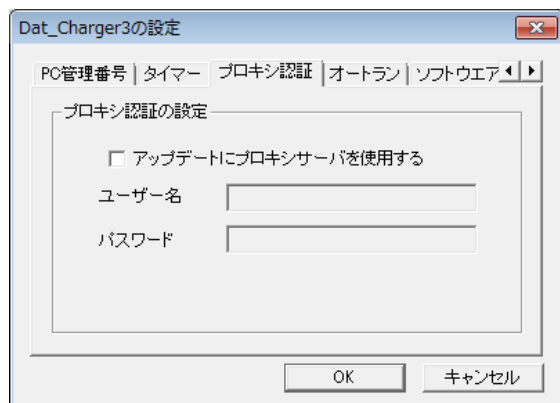 Dat_Charger3の設定
PC管理番号 タイマー プロキシ認証 オートラン ソフトウエア
プロキシ認証の設定
アップデートにプロキシサーバを使用する
ユーザー名
パスワード
OK キャンセル